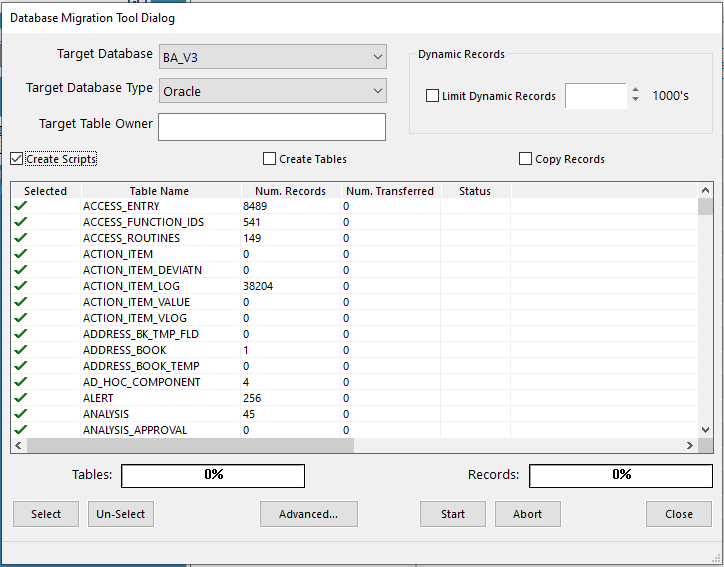 Database Migration Tool Dialog
Target Database BA_V3
Dynamic Records
Target Database Type Oracle
Limit Dynamic Records 1000's
Target Table Owner
Create Scripts Create Tables Copy Records
Selected Table Name Num. Records Num. Transferred Status
ACCESS_ENTRY 8489 0
ACCESS_FUNCTION_IDS 541 0
ACCESS_ROUTINES 149 0
ACTION_ITEM 0 0
ACTION_ITEM_DEVIATN 0 0
ACTION_ITEM_LOG 38204 0
ACTION_ITEM_VALUE 0 0
ACTION_ITEM_VLOG 0 0
ADDRESS_BK_TMP_FLD 0 0
ADDRESS_BOOK 1 0
ADDRESS_BOOK_TEMP 0 0
AD_HOC_COMPONENT 4 0
ALERT 256 0
ANALYSIS 45 0
ANALYSIS_APPROVAL 0 0
Tables: 0% Records: 0%
Select Un-Select Advanced... Start Abort Close